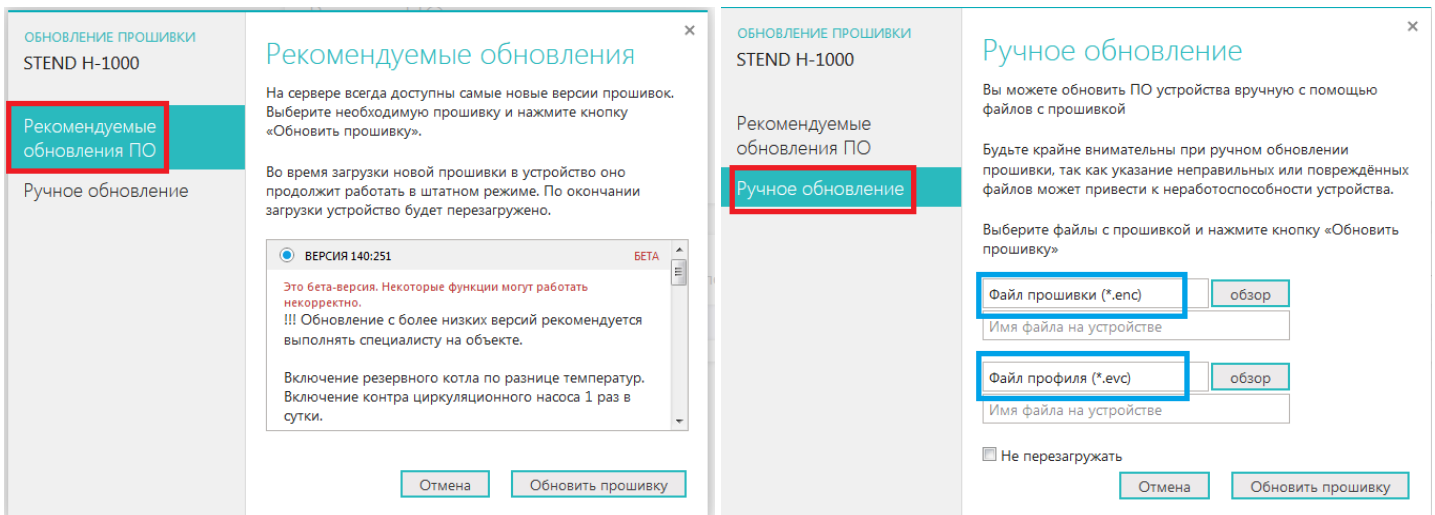 ОБНОВЛЕНИЕ ПРОШИВКИ
STEND H-1000
Рекомендуемые
обновления ПО
Ручное обновление
Рекомендуемые обновления
На сервере всегда доступны самые новые версии прошивок.
Выберите необходимую прошивку и нажмите кнопку
«Обновить прошивку».
Во время загрузки новой прошивки в устройство оно
продолжит работать в штатном режиме. По окончании
загрузки устройство будет перезагружено.
ВЕРСИЯ 140:251 БЕТА
Это бета-версия. Некоторые функции могут работать
некорректно.
!!! Обновление с более низких версий рекомендуется
выполнять специалисту на объекте.
Включение резервного котла по разнице температур.
Включение контра циркуляционного насоса 1 раз в
сутки.
Отмена Обновить прошивку
ОБНОВЛЕНИЕ ПРОШИВКИ
STEND H-1000
Рекомендуемые
обновления ПО
Ручное обновление
Ручное обновление
Вы можете обновить ПО устройства вручную с помощью
файлов с прошивкой
Будьте крайне внимательны при ручном обновлении
прошивки, так как указание неправильных или повреждённых
файлов может привести к неработоспособности устройства.
Выберите файлы с прошивкой и нажмите кнопку «Обновить
прошивку»
Файл прошивки (*.enc) обзор
Имя файла на устройстве
Файл профиля (*.evc) обзор
Имя файла на устройстве
Не перезагружать
Отмена Обновить прошивку